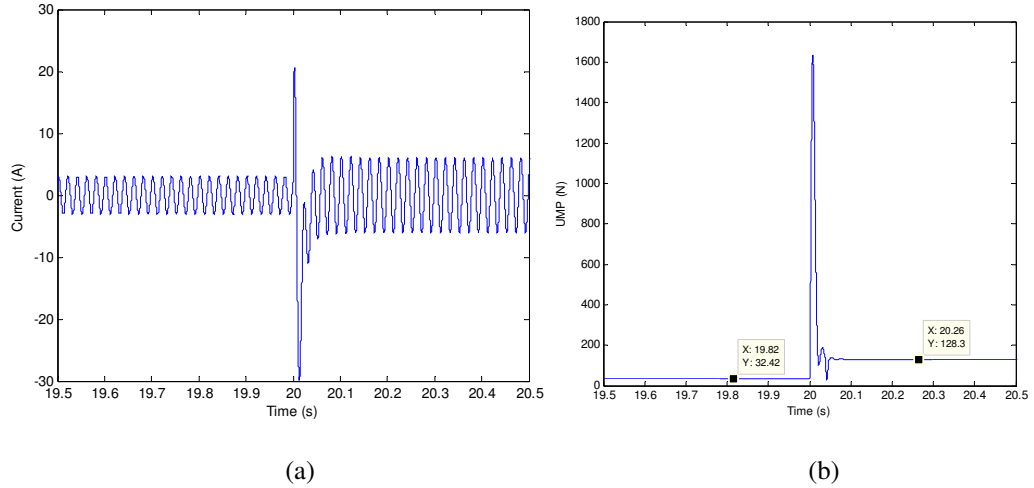 30
20
10
0
-10
-20
-30
19.5 19.6 19.7 19.8 19.9 20 20.1 20.2 20.3 20.4 20.5
Current (A)
Time (s)
(a)
1800
1600
1400
1200
1000
800
600
400
200
0
19.5 19.6 19.7 19.8 19.9 20 20.1 20.2 20.3 20.4 20.5
UMP (N)
Time (s)
X: 19.82
Y: 32.42
X: 20.26
Y: 128.3
(b)